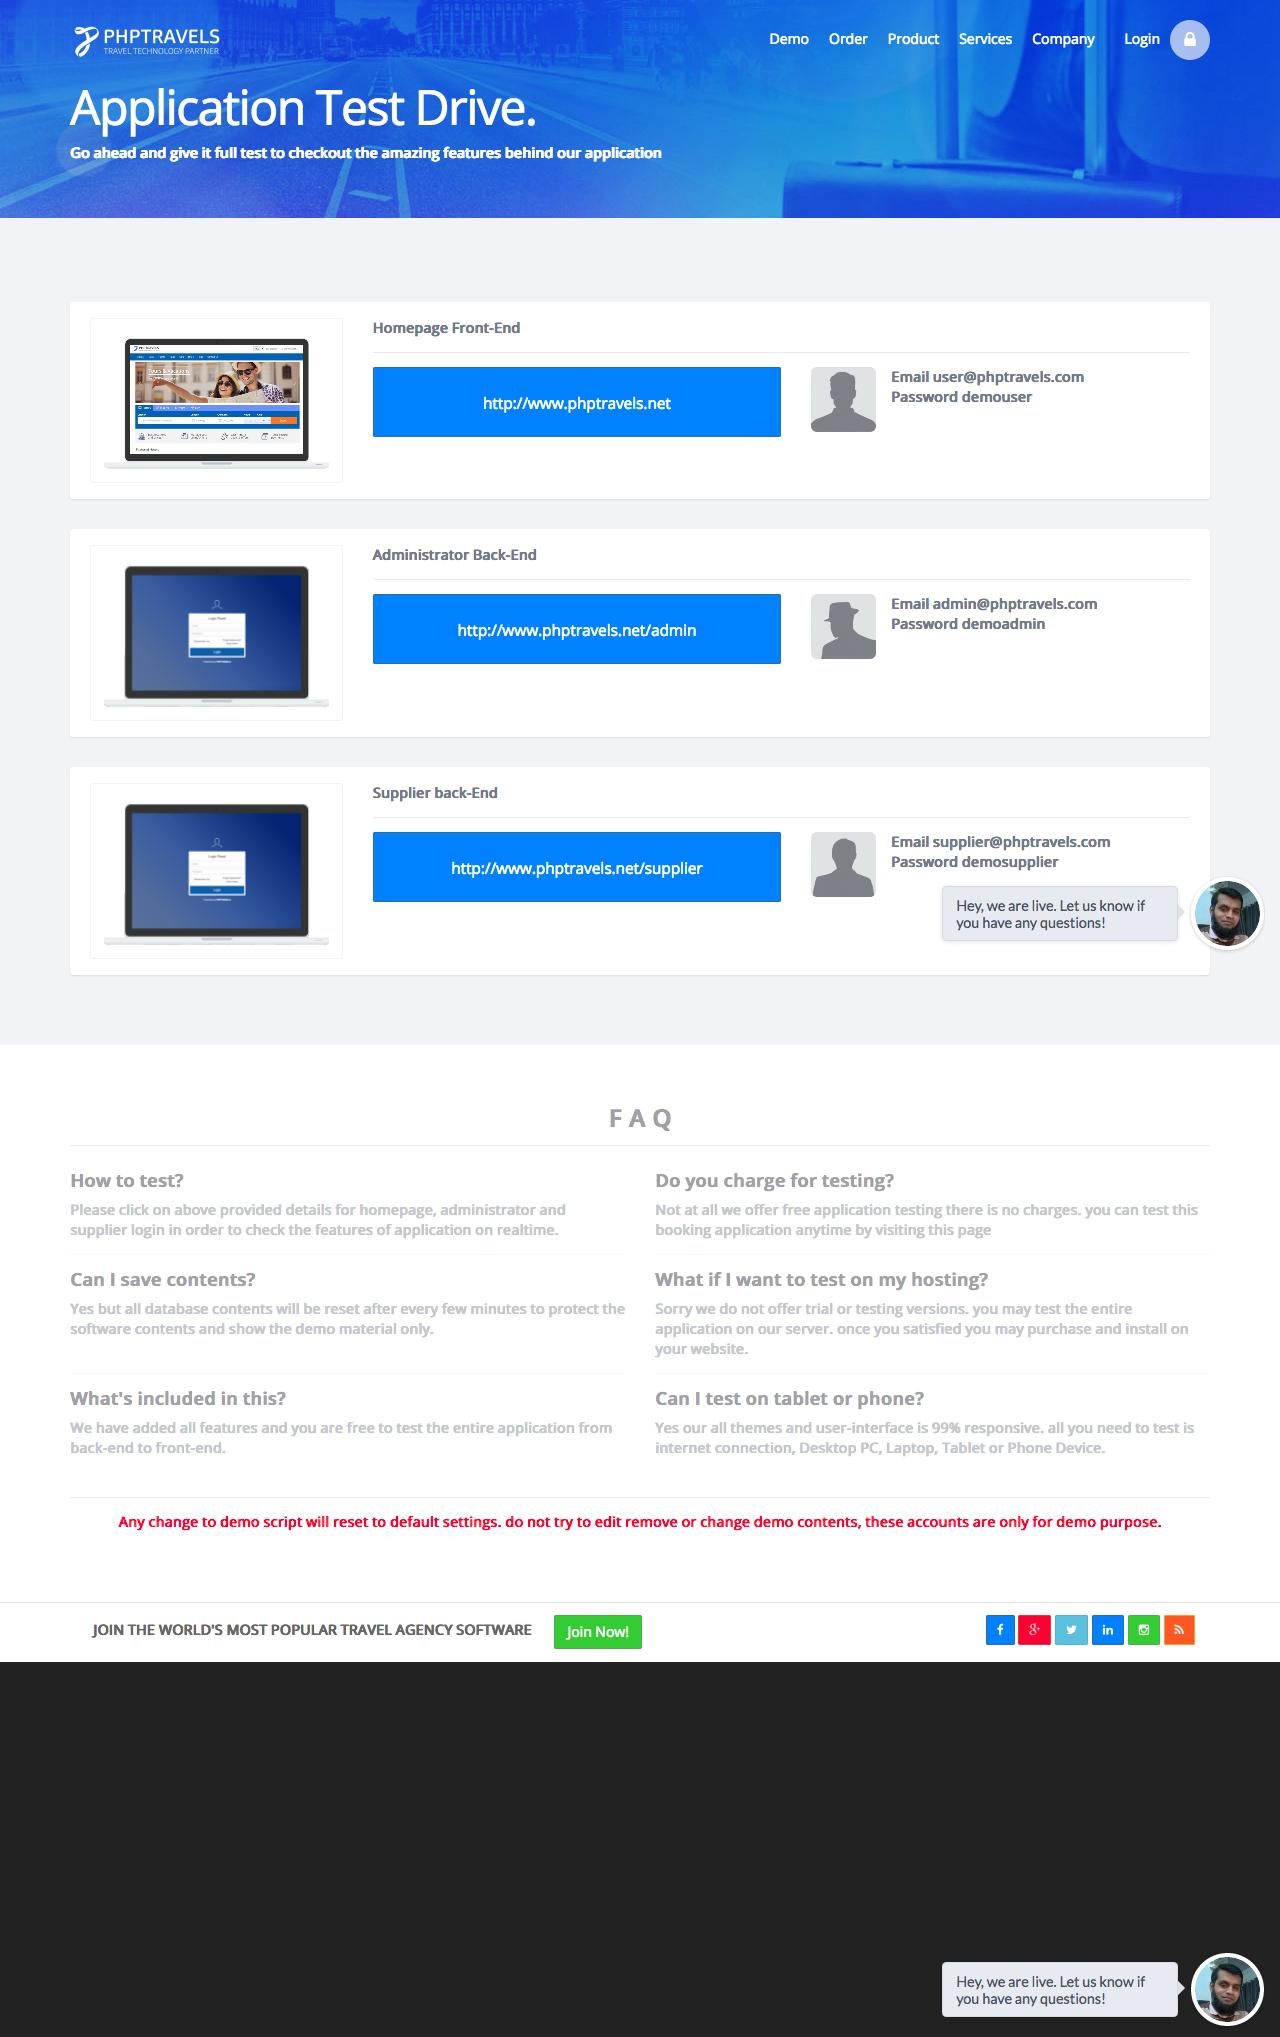 PHPTRAVELS
TRAVEL TECHNOLOGY PARTNER
Demo Order Product Services Company Login
Application Test Drive.
Go ahead and give it full test to checkout the amazing features behind our application
Homepage Front-End
http://www.phptravels.net
Email user@phptravels.com
Password demouser
Administrator Back-End
http://www.phptravels.net/admin
Email admin@phptravels.com
Password demoadmin
Supplier back-End
http://www.phptravels.net/supplier
Email supplier@phptravels.com
Password demosupplier
Hey, we are live. Let us know if
you have any questions!
F A Q
How to test?
Please click on above provided details for homepage, administrator and
supplier login in order to check the features of application on realtime.
Do you charge for testing?
Not at all we offer free application testing there is no charges. you can test this
booking application anytime by visiting this page
Can I save contents?
Yes but all database contents will be reset after every few minutes to protect the
software contents and show the demo material only.
What if I want to test on my hosting?
Sorry we do not offer trial or testing versions. you may test the entire
application on our server. once you satisfied you may purchase and install on
your website.
What's included in this?
We have added all features and you are free to test the entire application from
back-end to front-end.
Can I test on tablet or phone?
Yes our all themes and user-interface is 99% responsive. all you need to test is
internet connection, Desktop PC, Laptop, Tablet or Phone Device.
Any change to demo script will reset to default settings. do not try to edit remove or change demo contents, these accounts are only for demo purpose.
JOIN THE WORLD'S MOST POPULAR TRAVEL AGENCY SOFTWARE
Join Now!
Hey, we are live. Let us know if
you have any questions!